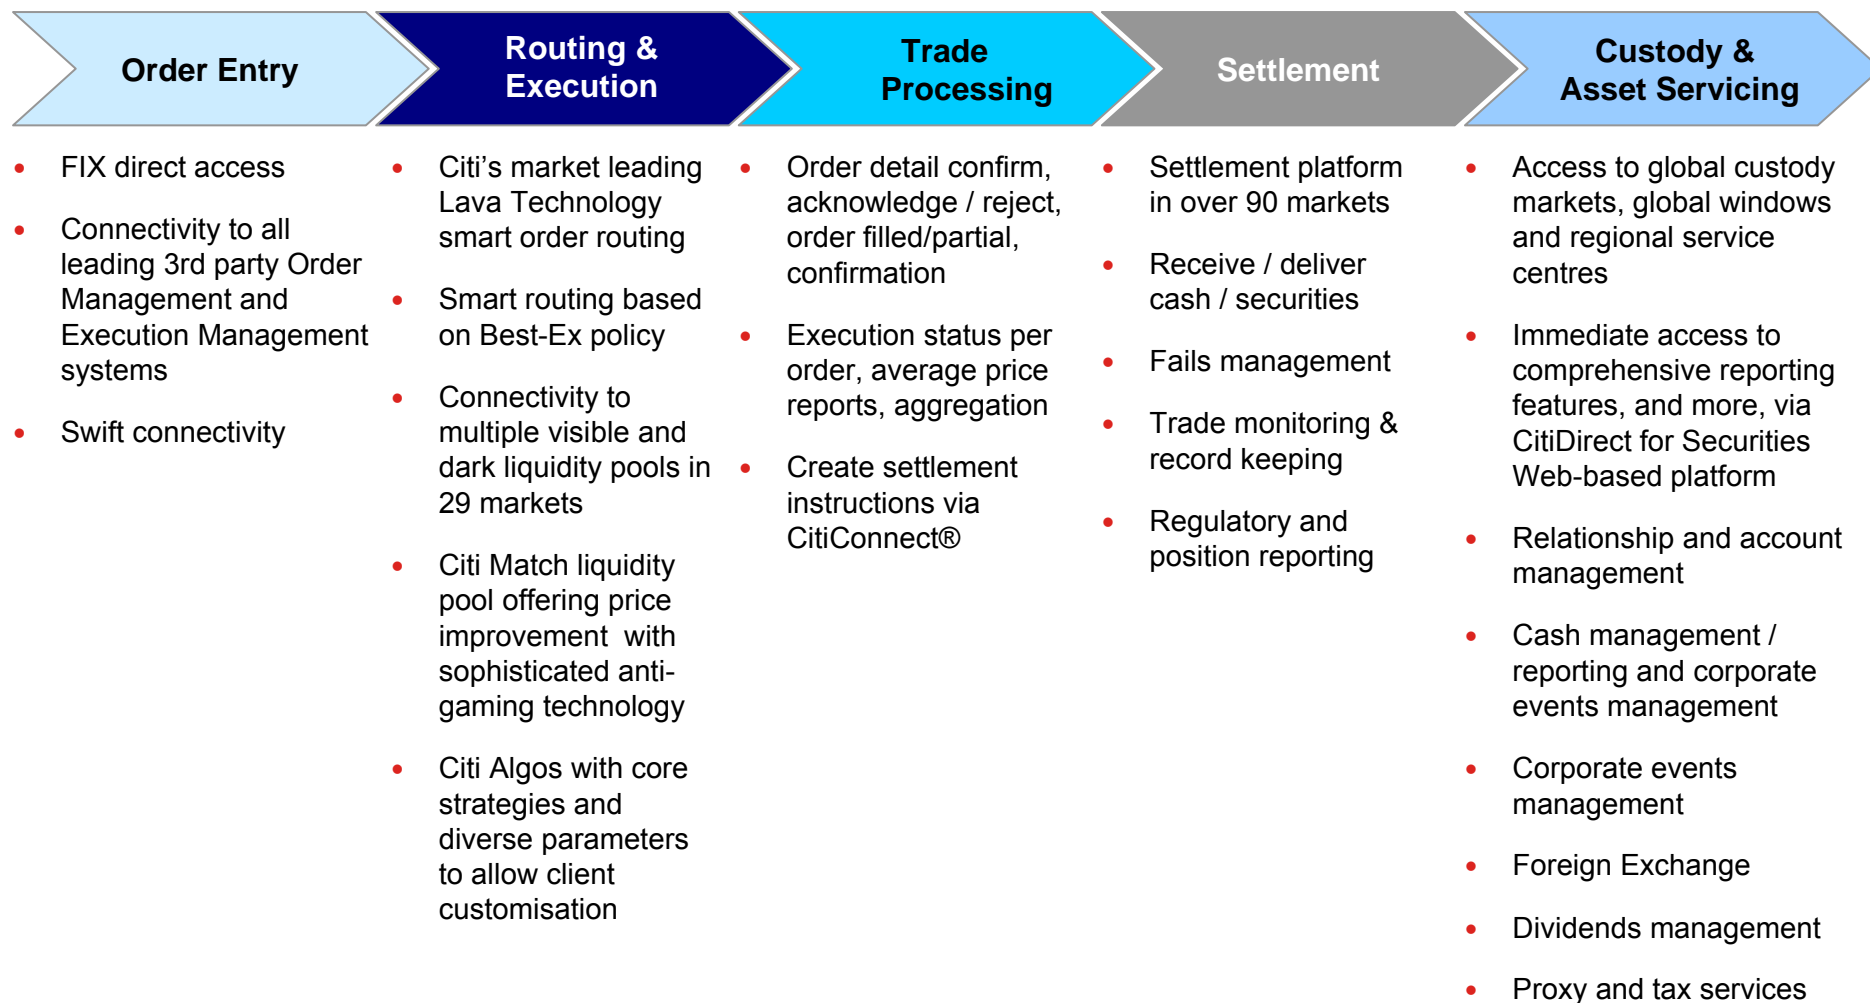 Order Entry
Routing &
Execution
Trade
Processing
Settlement
Custody &
Asset Servicing
• FIX direct access
• Connectivity to all
leading 3rd party Order
Management and
Execution Management
systems
• Swift connectivity
• Citi’s market leading
Lava Technology
smart order routing
• Smart routing based
on Best-Ex policy
• Connectivity to
multiple visible and
dark liquidity pools in
29 markets
• Citi Match liquidity
pool offering price
improvement  with
sophisticated anti-
gaming technology
• Citi Algos with core
strategies and
diverse parameters
to allow client
customisation
• Order detail confirm,
acknowledge / reject,
order filled/partial,
confirmation
• Execution status per
order, average price
reports, aggregation
• Create settlement
instructions via
CitiConnect®
• Settlement platform
in over 90 markets
• Receive / deliver
cash / securities
• Fails management
• Trade monitoring &
record keeping
• Regulatory and
position reporting
• Access to global custody
markets, global windows
and regional service
centres
• Immediate access to
comprehensive reporting
features, and more, via
CitiDirect for Securities
Web-based platform
• Relationship and account
management
• Cash management /
reporting and corporate
events management
• Corporate events
management
• Foreign Exchange
• Dividends management
• Proxy and tax services